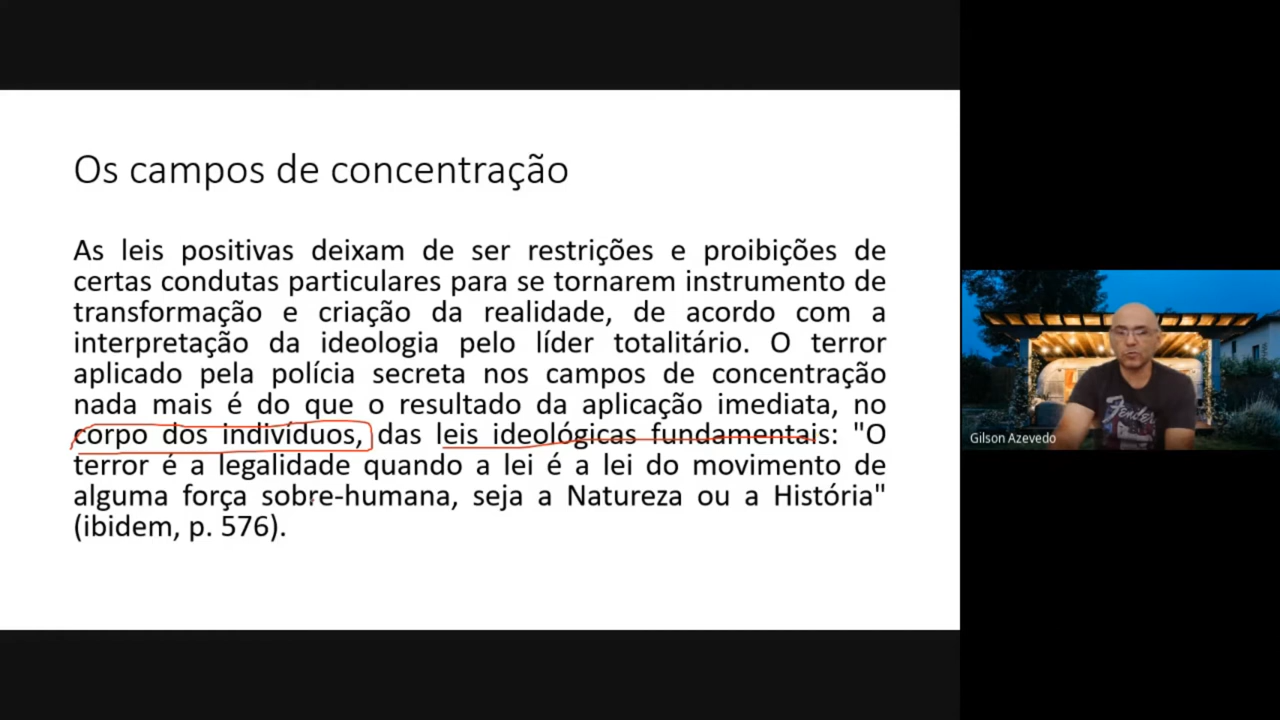 Os campos de concentração
As leis positivas deixam de ser restrições e proibições de
certas condutas particulares para se tornarem instrumento de
transformação e criação da realidade, de acordo com a
interpretação da ideologia pelo líder totalitário. O terror
aplicado pela polícia secreta nos campos de concentração
nada mais é do que o resultado da aplicação imediata, no
corpo dos indivíduos, das leis ideológicas fundamentais: "O
terror é a legalidade quando a lei é a lei do movimento de
alguma força sobre-humana, seja a Natureza ou a História"
(ibidem, p. 576).
Fender
Gilson Azevedo